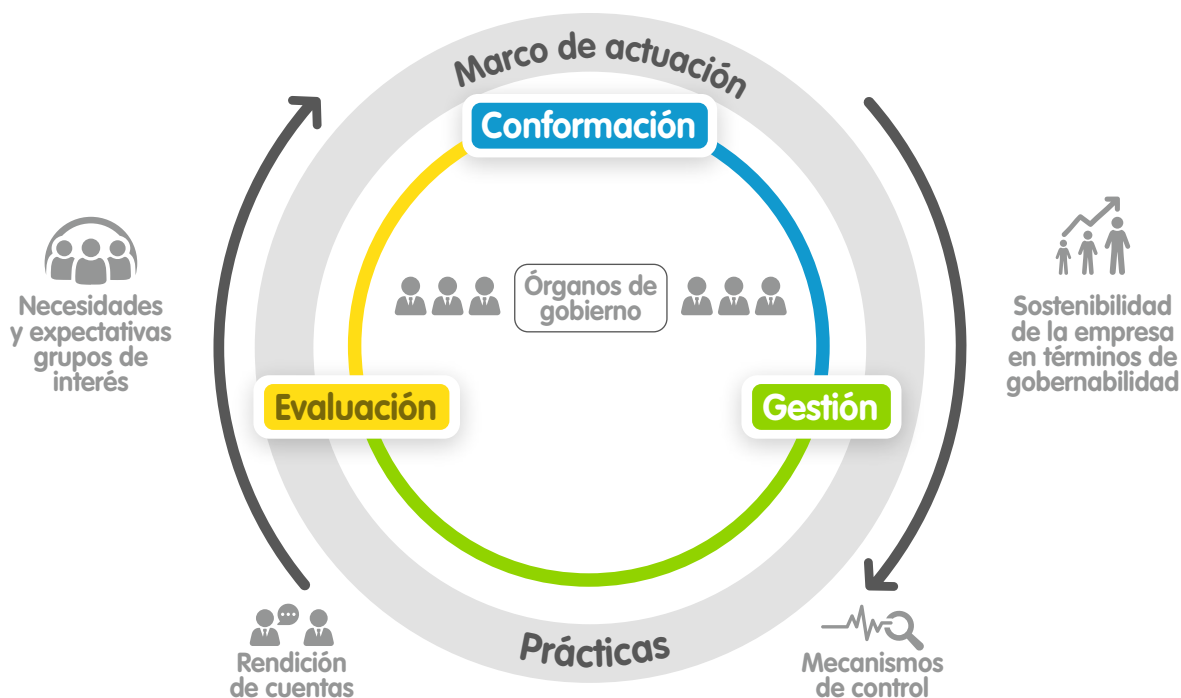 Marco de actuación
Conformación
Órganos de
gobierno
Necesidades
y expectativas
grupos de
interés
Sostenibilidad
de la empresa
en términos de
gobernabilidad
Evaluación
Gestión
Prácticas
Rendición
de cuentas
Mecanismos
de control